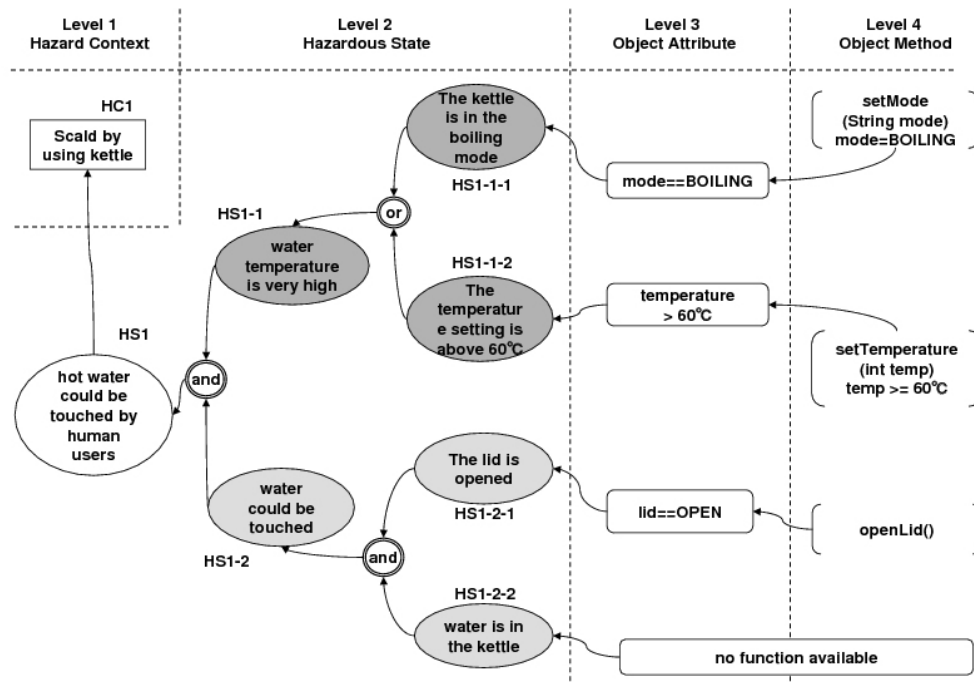 Level 1
Hazard Context
Level 2
Hazardous State
Level 3
Object Attribute
Level 4
Object Method
HC1
Scald by
using kettle
The kettle
is in the
boiling
mode
HS1-1-1
setMode
(String mode)
mode=BOILING
mode==BOILING
or
HS1-1
water
temperature
is very high
HS1-1-2
The
temperatur
e setting is
above 60℃
temperature
> 60℃
setTemperature
(int temp)
temp >= 60℃
HS1
hot water
could be
touched by
human
users
and
The lid is
opened
HS1-2-1
lid==OPEN
openLid()
water
could be
touched
HS1-2
and
HS1-2-2
water is in
the kettle
no function available